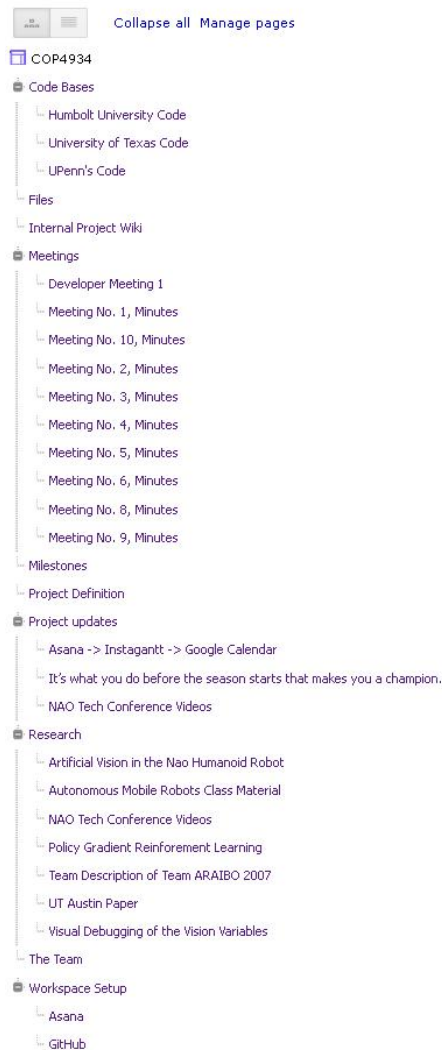 Collapse all Manage pages
COP4934
Code Bases
Humbolt University Code
University of Texas Code
UPenn's Code
Files
Internal Project Wiki
Meetings
Developer Meeting 1
Meeting No. 1, Minutes
Meeting No. 10, Minutes
Meeting No. 2, Minutes
Meeting No. 3, Minutes
Meeting No. 4, Minutes
Meeting No. 5, Minutes
Meeting No. 6, Minutes
Meeting No. 8, Minutes
Meeting No. 9, Minutes
Milestones
Project Definition
Project updates
Asana -> Instagantt -> Google Calendar
It's what you do before the season starts that makes you a champion.
NAO Tech Conference Videos
Research
Artificial Vision in the Nao Humanoid Robot
Autonomous Mobile Robots Class Material
NAO Tech Conference Videos
Policy Gradient Reinforement Learning
Team Description of Team ARAIBO 2007
UT Austin Paper
Visual Debugging of the Vision Variables
The Team
Workspace Setup
Asana
GitHub